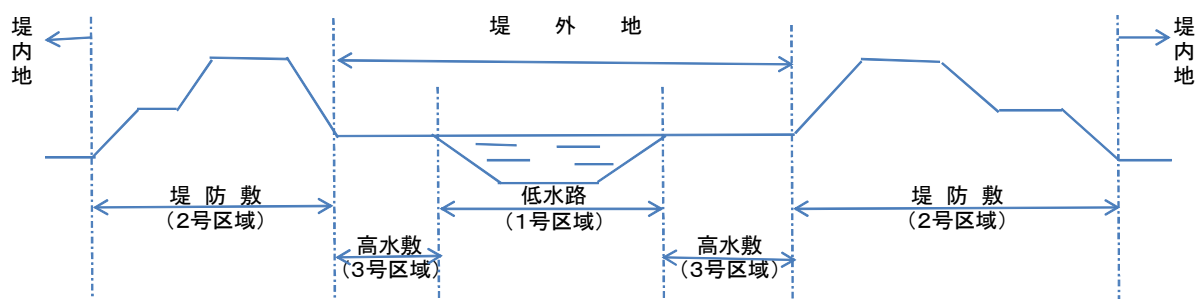 堤内地
堤外地
堤内地
堤防敷
(2号区域)
低水路
(1号区域)
堤防敷
(2号区域)
高水敷
(3号区域)
高水敷
(3号区域)